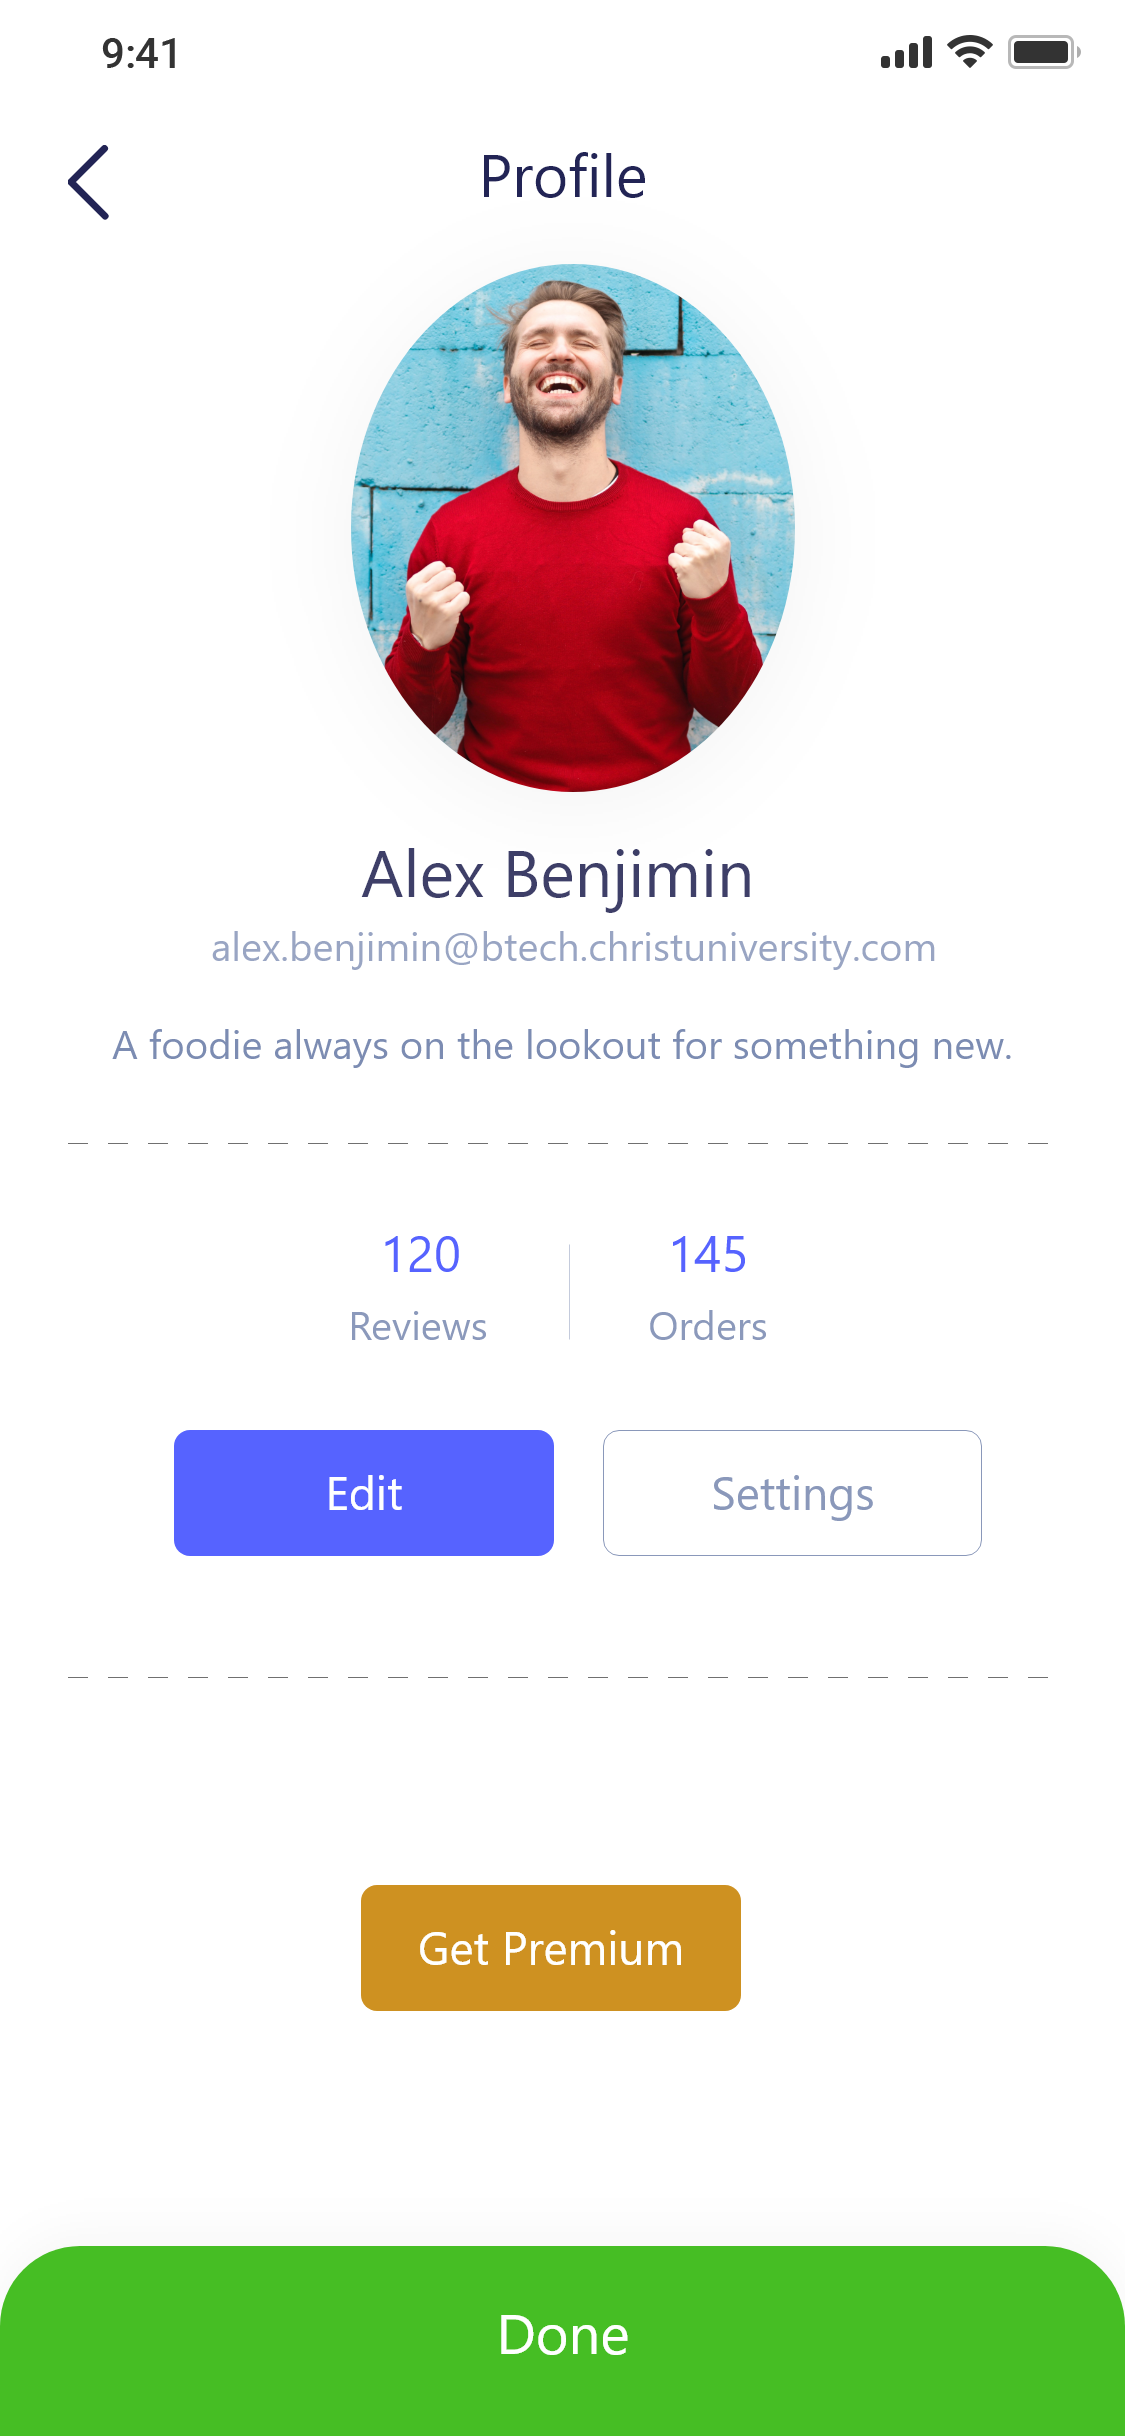 9:41
Profile
Alex Benjimin
alex.benjimin@btech.christuniversity.com
A foodie always on the lookout for something new.
120 145
Reviews Orders
Edit Settings
Get Premium
Done